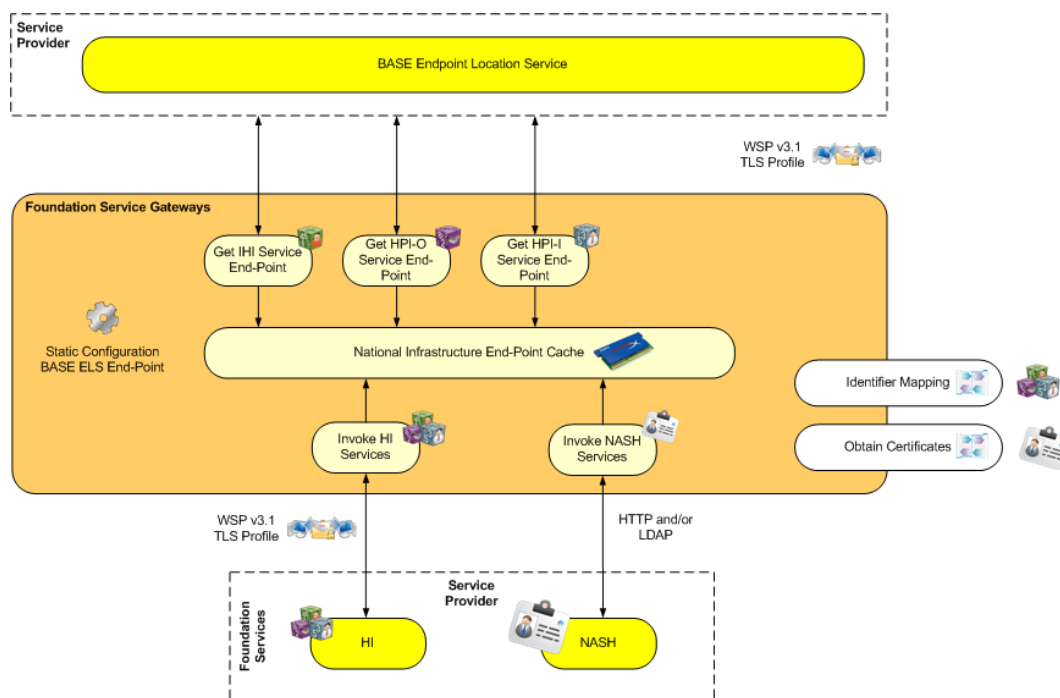 Service
Provider
BASE Endpoint Location Service
WSP v3.1
TLS Profile
Foundation Service Gateways
Get IHI Service
End-Point
Get HPI-O
Service End-
Point
Get HPI-I
Service End-
Point
Static Configuration
BASE ELS End-Point
National Infrastructure End-Point Cache
Identifier Mapping
Invoke HI
Services
Invoke NASH
Services
Obtain Certificates
WSP v3.1
TLS Profile
HTTP and/or
LDAP
Foundation
Services
Service
Provider
HI
NASH